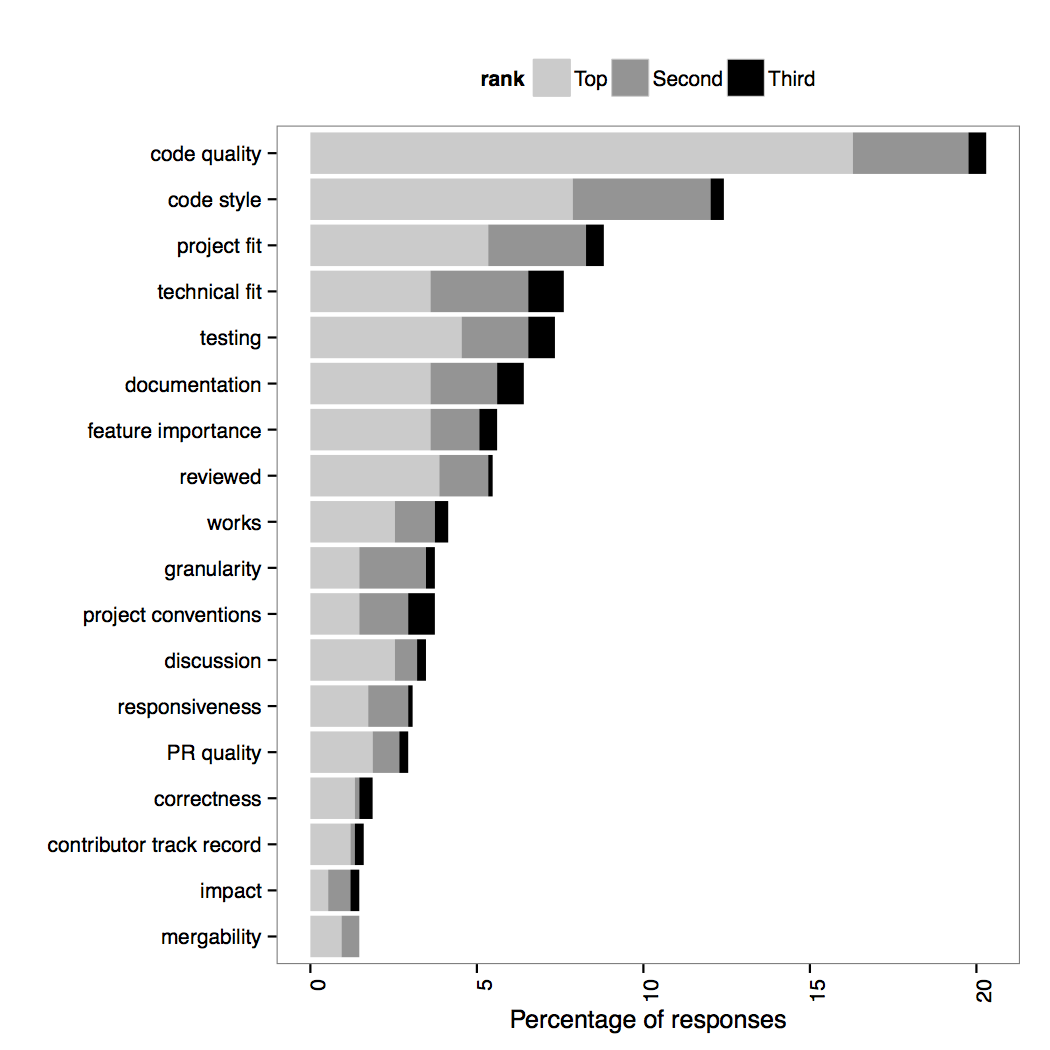 rank Top Second Third
code quality
code style
project fit
technical fit
testing
documentation
feature importance
reviewed
works
granularity
project conventions
discussion
responsiveness
PR quality
correctness
contributor track record
impact
mergability
0 5 10 15 20
Percentage of responses